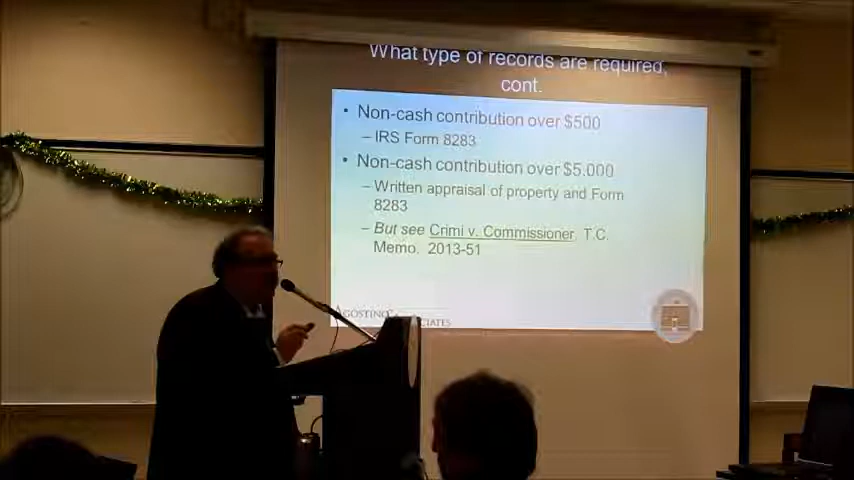 What type of records are required,
cont.
• Non-cash contribution over $500
– IRS Form 8283
• Non-cash contribution over $5,000
– Written appraisal of property and Form
8283
– But see Crimi v. Commissioner, T.C.
Memo. 2013-51
AGOSTINO